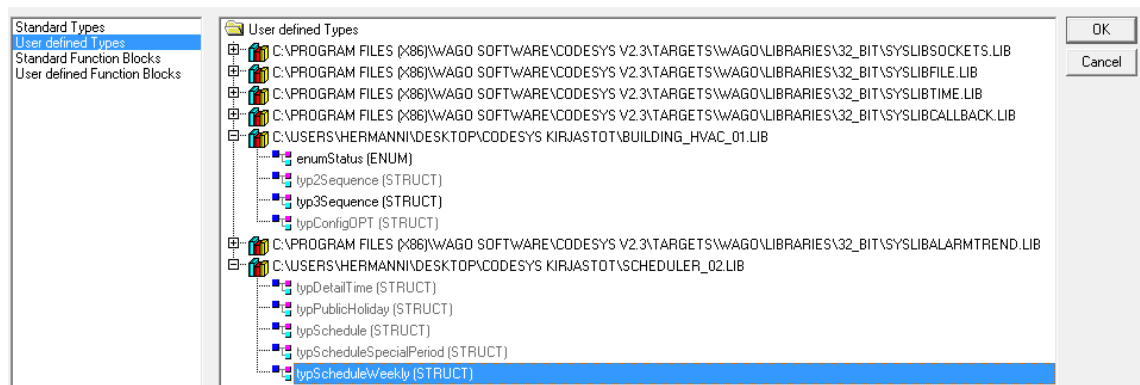 Standard Types
User defined Types
Standard Function Blocks
User defined Function Blocks
User defined Types
C:\PROGRAM FILES (X86)\WAGO SOFTWARE\CODESYS V2.3\TARGETS\WAGO\LIBRARIES\32_BIT\SYSLIBSOCKETS.LIB
C:\PROGRAM FILES (X86)\WAGO SOFTWARE\CODESYS V2.3\TARGETS\WAGO\LIBRARIES\32_BIT\SYSLIBFILE.LIB
C:\PROGRAM FILES (X86)\WAGO SOFTWARE\CODESYS V2.3\TARGETS\WAGO\LIBRARIES\32_BIT\SYSLIBTIME.LIB
C:\PROGRAM FILES (X86)\WAGO SOFTWARE\CODESYS V2.3\TARGETS\WAGO\LIBRARIES\32_BIT\SYSLIBCALLBACK.LIB
C:\USERS\HERMANNI\DESKTOP\CODESYS KIRJASTOT\BUILDING_HVAC_01.LIB
enumStatus (ENUM)
typ2Sequence (STRUCT)
typ3Sequence (STRUCT)
typConfigOPT (STRUCT)
C:\PROGRAM FILES (X86)\WAGO SOFTWARE\CODESYS V2.3\TARGETS\WAGO\LIBRARIES\32_BIT\SYSLIBALARMTREND.LIB
C:\USERS\HERMANNI\DESKTOP\CODESYS KIRJASTOT\SCHEDULER_02.LIB
typDetailTime (STRUCT)
typPublicHoliday (STRUCT)
typSchedule (STRUCT)
typScheduleSpecialPeriod (STRUCT)
typScheduleWeekly (STRUCT)
OK
Cancel